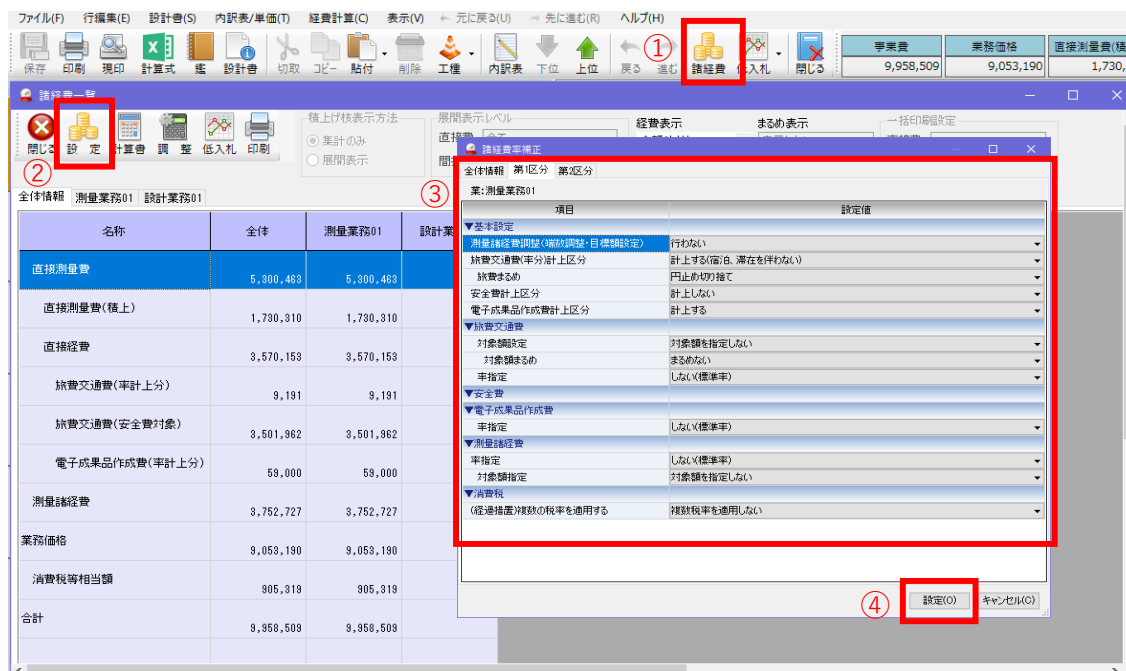 ファイル(F) 行編集(E) 設計書(S) 内訳表/単価(T) 経費計算(C) 表示(V) 元に戻る(U) 先に進む(R) ヘルプ(H)
保存 印刷 現印 計算式 鑑 設計書 切取 コピー 貼付 削除 工種 内訳表 下位 上位 戻る 進む 諸経費 低入札 閉じる
①
事業費 業務価格 直接測量費(積
9,958,509 9,053,190 1,730,
諸経費一覧
閉じる 設定 計算書 調整 低入札 印刷
②
積上げ枝表示方法
集計のみ
展開表示
展開表示レベル
経費表示 まるめ表示 一括印刷設定
全体情報 測量業務01 設計業務01
③
諸経費率補正
全体情報 第1区分 第2区分
業:測量業務01
項目 設定値
▼基本設定
測量諸経費調整(端数調整・目標額設定) 行わない
旅費交通費(率分)計上区分 計上する(宿泊、滞在を伴わない)
旅費まるめ 円止め切り捨て
安全費計上区分 計上しない
電子成果品作成費計上区分 計上する
▼旅費交通費
対象額設定 対象額を指定しない
対象額まるめ まるめない
率指定 しない(標準率)
▼安全費
▼電子成果品作成費
率指定 しない(標準率)
▼測量諸経費
率指定 しない(標準率)
対象額指定 対象額を指定しない
▼消費税
(経過措置)複数の税率を適用する 複数税率を適用しない
④
設定(O) キャンセル(C)
名称 全体 測量業務01 設計業
直接測量費 5,300,463 5,300,463
直接測量費(積上) 1,730,310 1,730,310
直接経費 3,570,153 3,570,153
旅費交通費(率計上分) 9,191 9,191
旅費交通費(安全費対象) 3,501,962 3,501,962
電子成果品作成費(率計上分) 59,000 59,000
測量諸経費 3,752,727 3,752,727
業務価格 9,053,190 9,053,190
消費税等相当額 905,319 905,319
合計 9,958,509 9,958,509